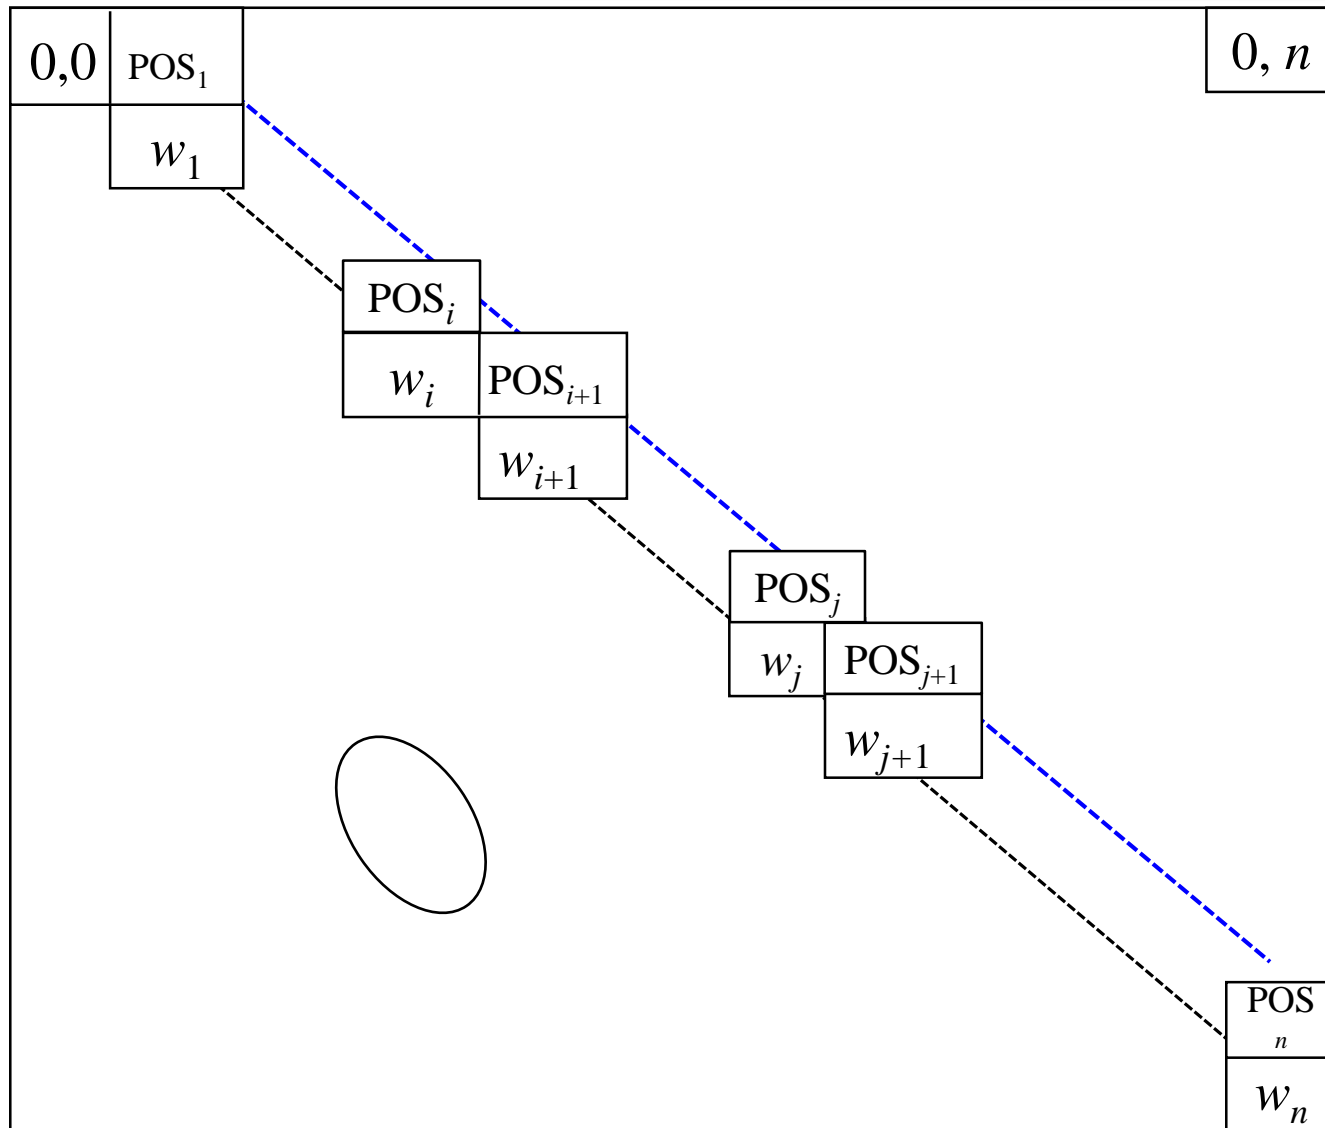 0,0 POS₁ 0, n
w₁
POSᵢ
wᵢ POSᵢ₊₁
wᵢ₊₁
POSⱼ
wⱼ POSⱼ₊₁
wⱼ₊₁
POS
n
wₙ